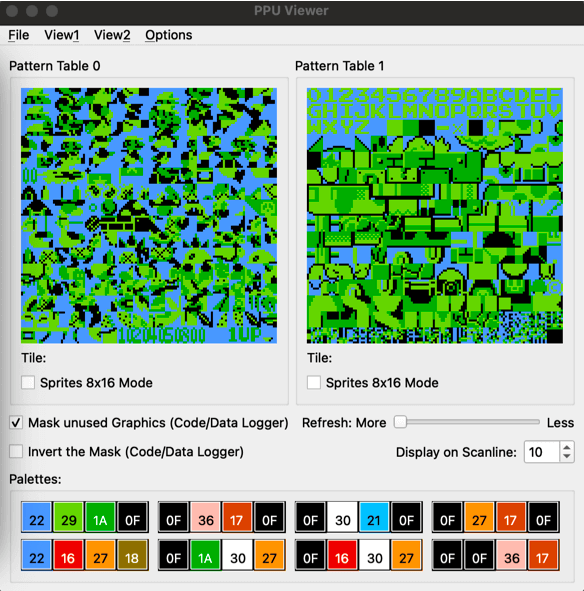 PPU Viewer
File View1 View2 Options
Pattern Table 0 Pattern Table 1
0123456789ABCDEF
GHIJKLMNOPQRSTUV
WXYZ
1UP
Tile: Tile:
Sprites 8x16 Mode Sprites 8x16 Mode
Mask unused Graphics (Code/Data Logger) Refresh: More Less
Invert the Mask (Code/Data Logger) Display on Scanline: 10
Palettes:
22 29 1A 0F 0F 36 17 0F 0F 30 21 0F 0F 27 17 0F
22 16 27 18 0F 1A 30 27 0F 16 30 27 0F 0F 36 17